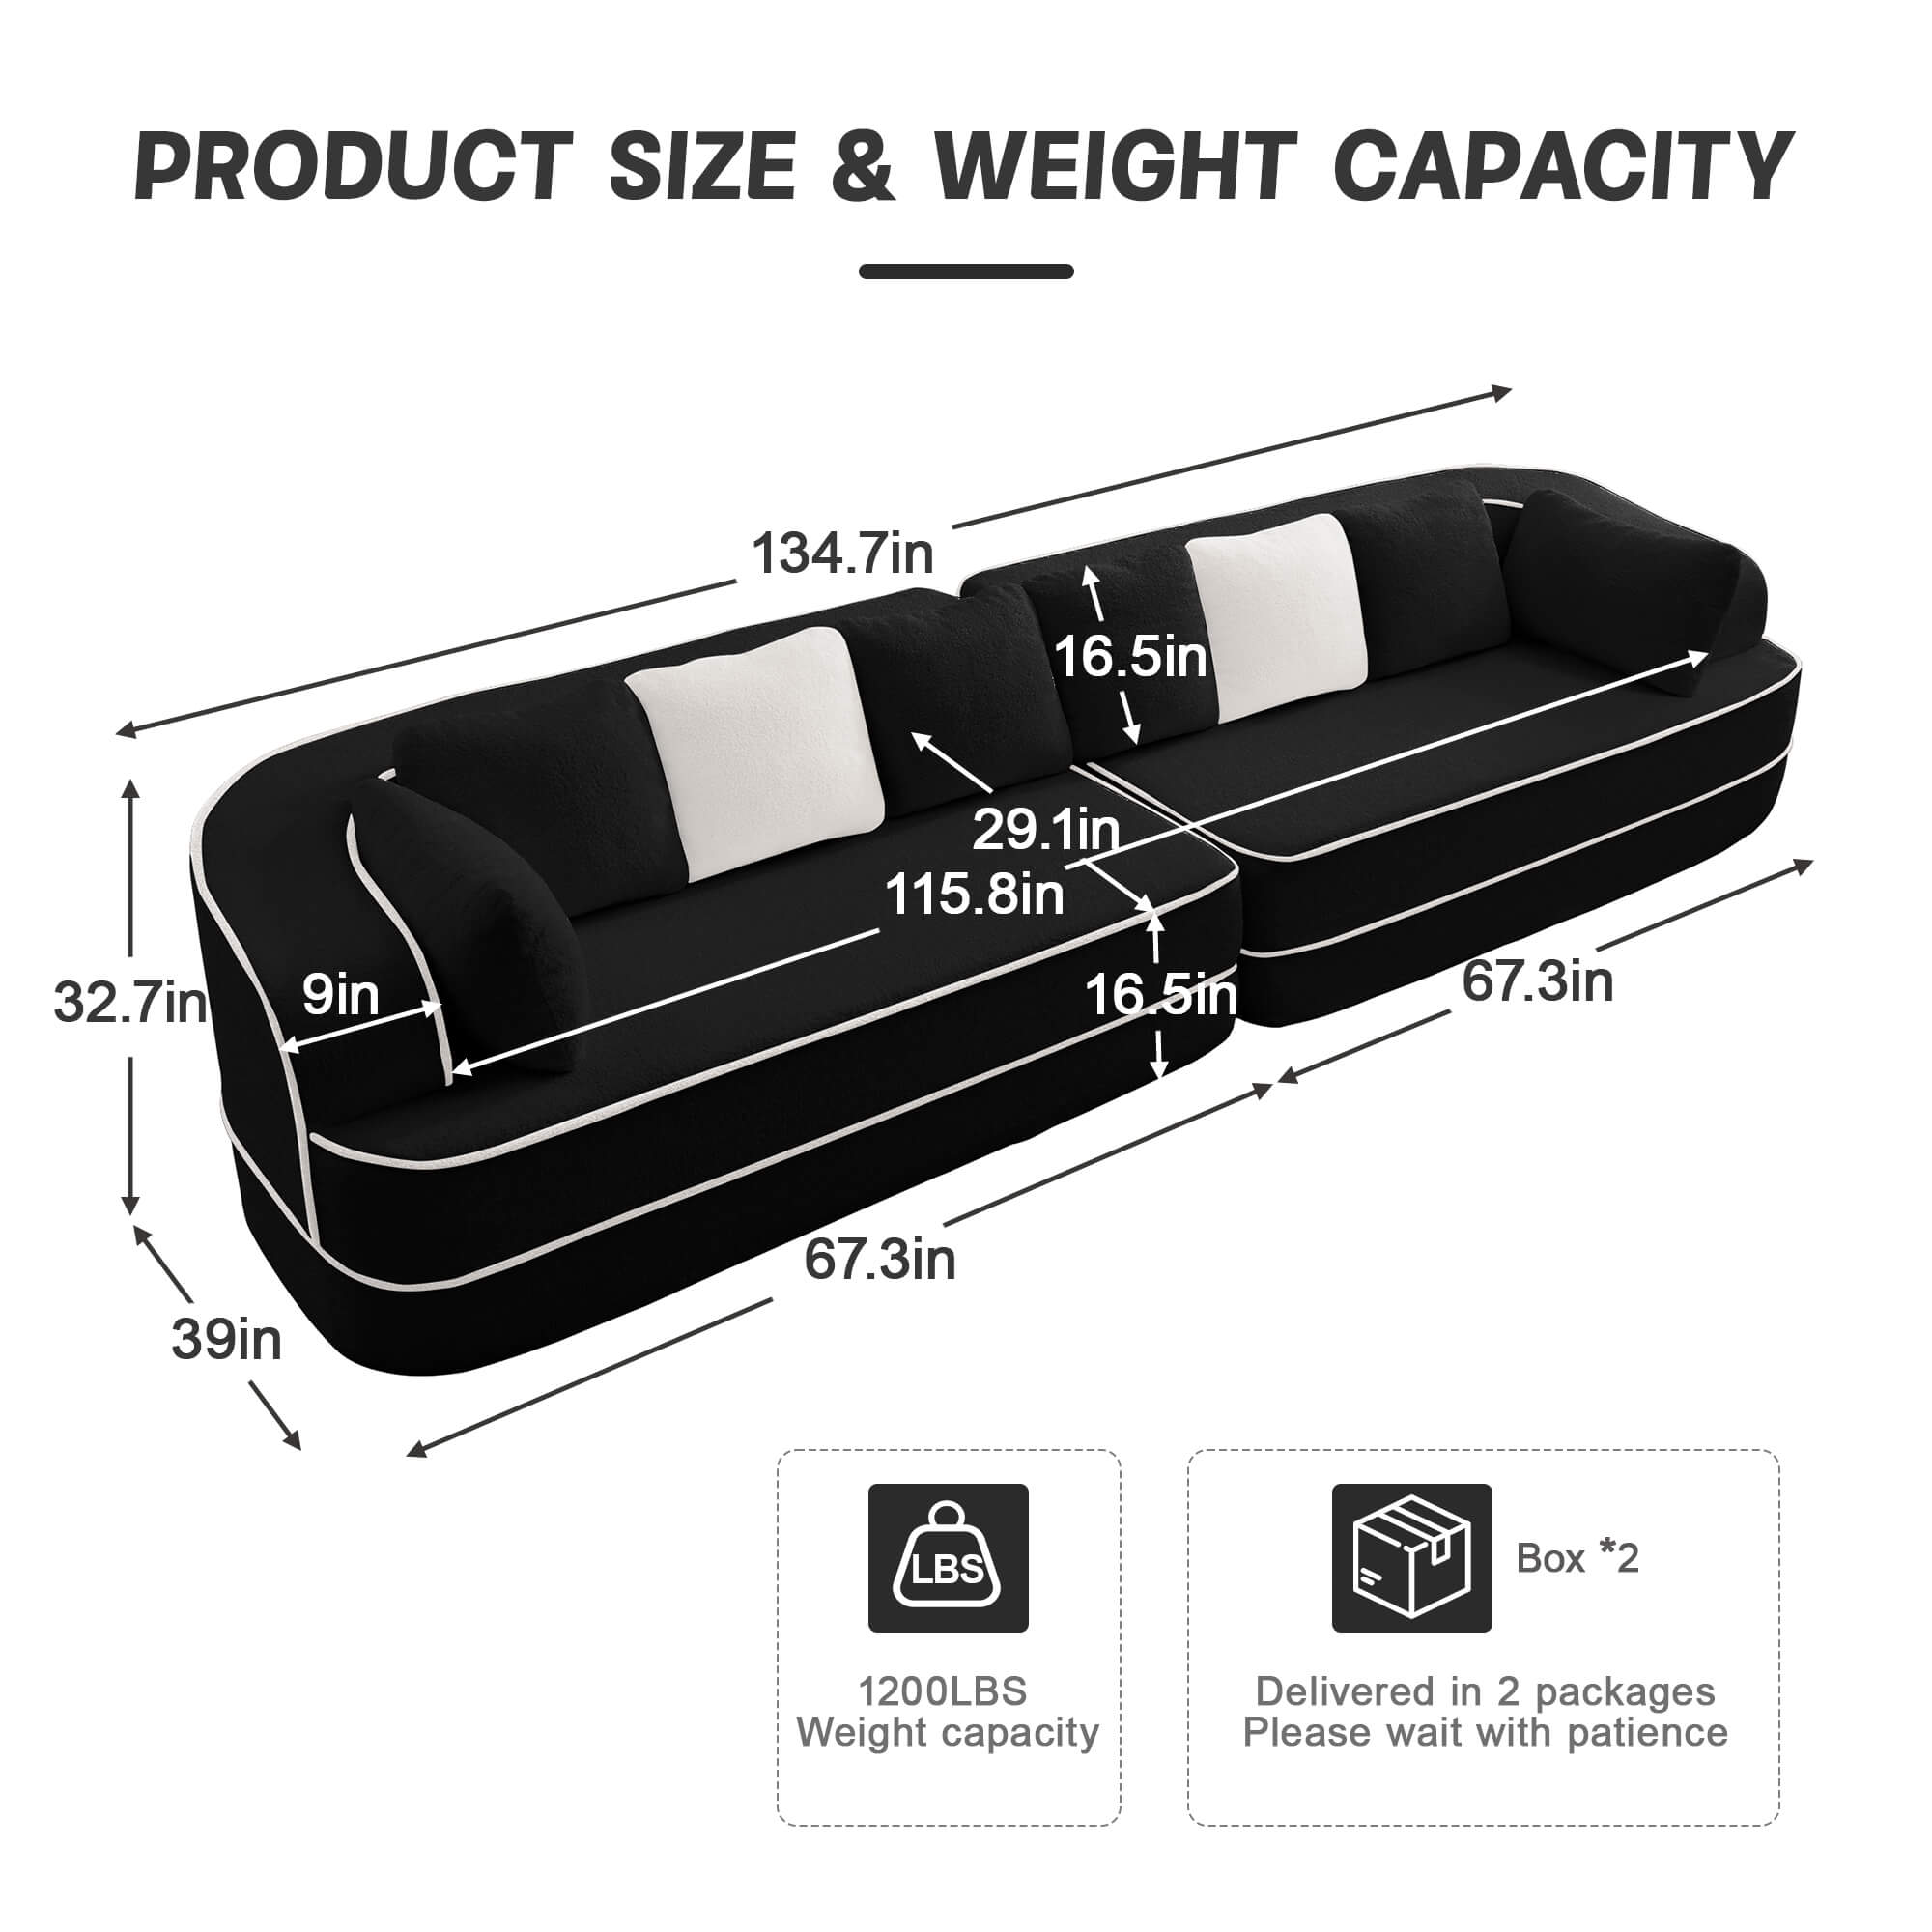 PRODUCT SIZE & WEIGHT CAPACITY
134.7in
16.5in
29.1in
115.8in
9in
32.7in
16.5in
67.3in
67.3in
39in
LBS
1200LBS
Weight capacity
Box *2
Delivered in 2 packages
Please wait with patience